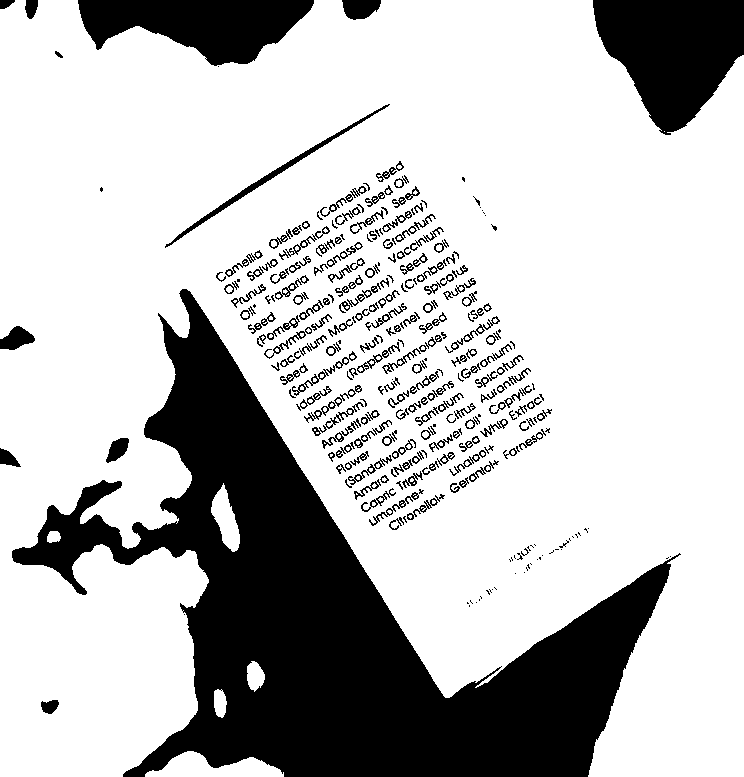 Camellia Oleifera (Camellia) Seed
Oil* Salvia Hispanica (Chia) Seed Oil
Prunus Cerasus (Bitter Cherry) Seed
Oil* Fragaria Ananassa (Strawberry)
Seed Oil Punica Granatum
(Pomegranate) Seed Oil* Vaccinium
Corymbosum (Blueberry) Seed Oil
Vaccinium Macrocarpon (Cranberry)
Seed Oil* Fusanus Spicatus
(Sandalwood Nut) Kernel Oil Rubus
Idaeus (Raspberry) Seed Oil*
Hippophae Rhamnoides (Sea
Buckthorn) Fruit Oil* Lavandula
Angustifolia (Lavender) Herb Oil*
Pelargonium Graveolens (Geranium)
Flower Oil* Santalum Spicatum
(Sandalwood) Oil* Citrus Aurantium
Amara (Neroli) Flower Oil* Caprylic/
Capric Triglyceride Sea Whip Extract
Limonene+ Linalool+ Citral+
Citronellol+ Geraniol+ Farnesol+